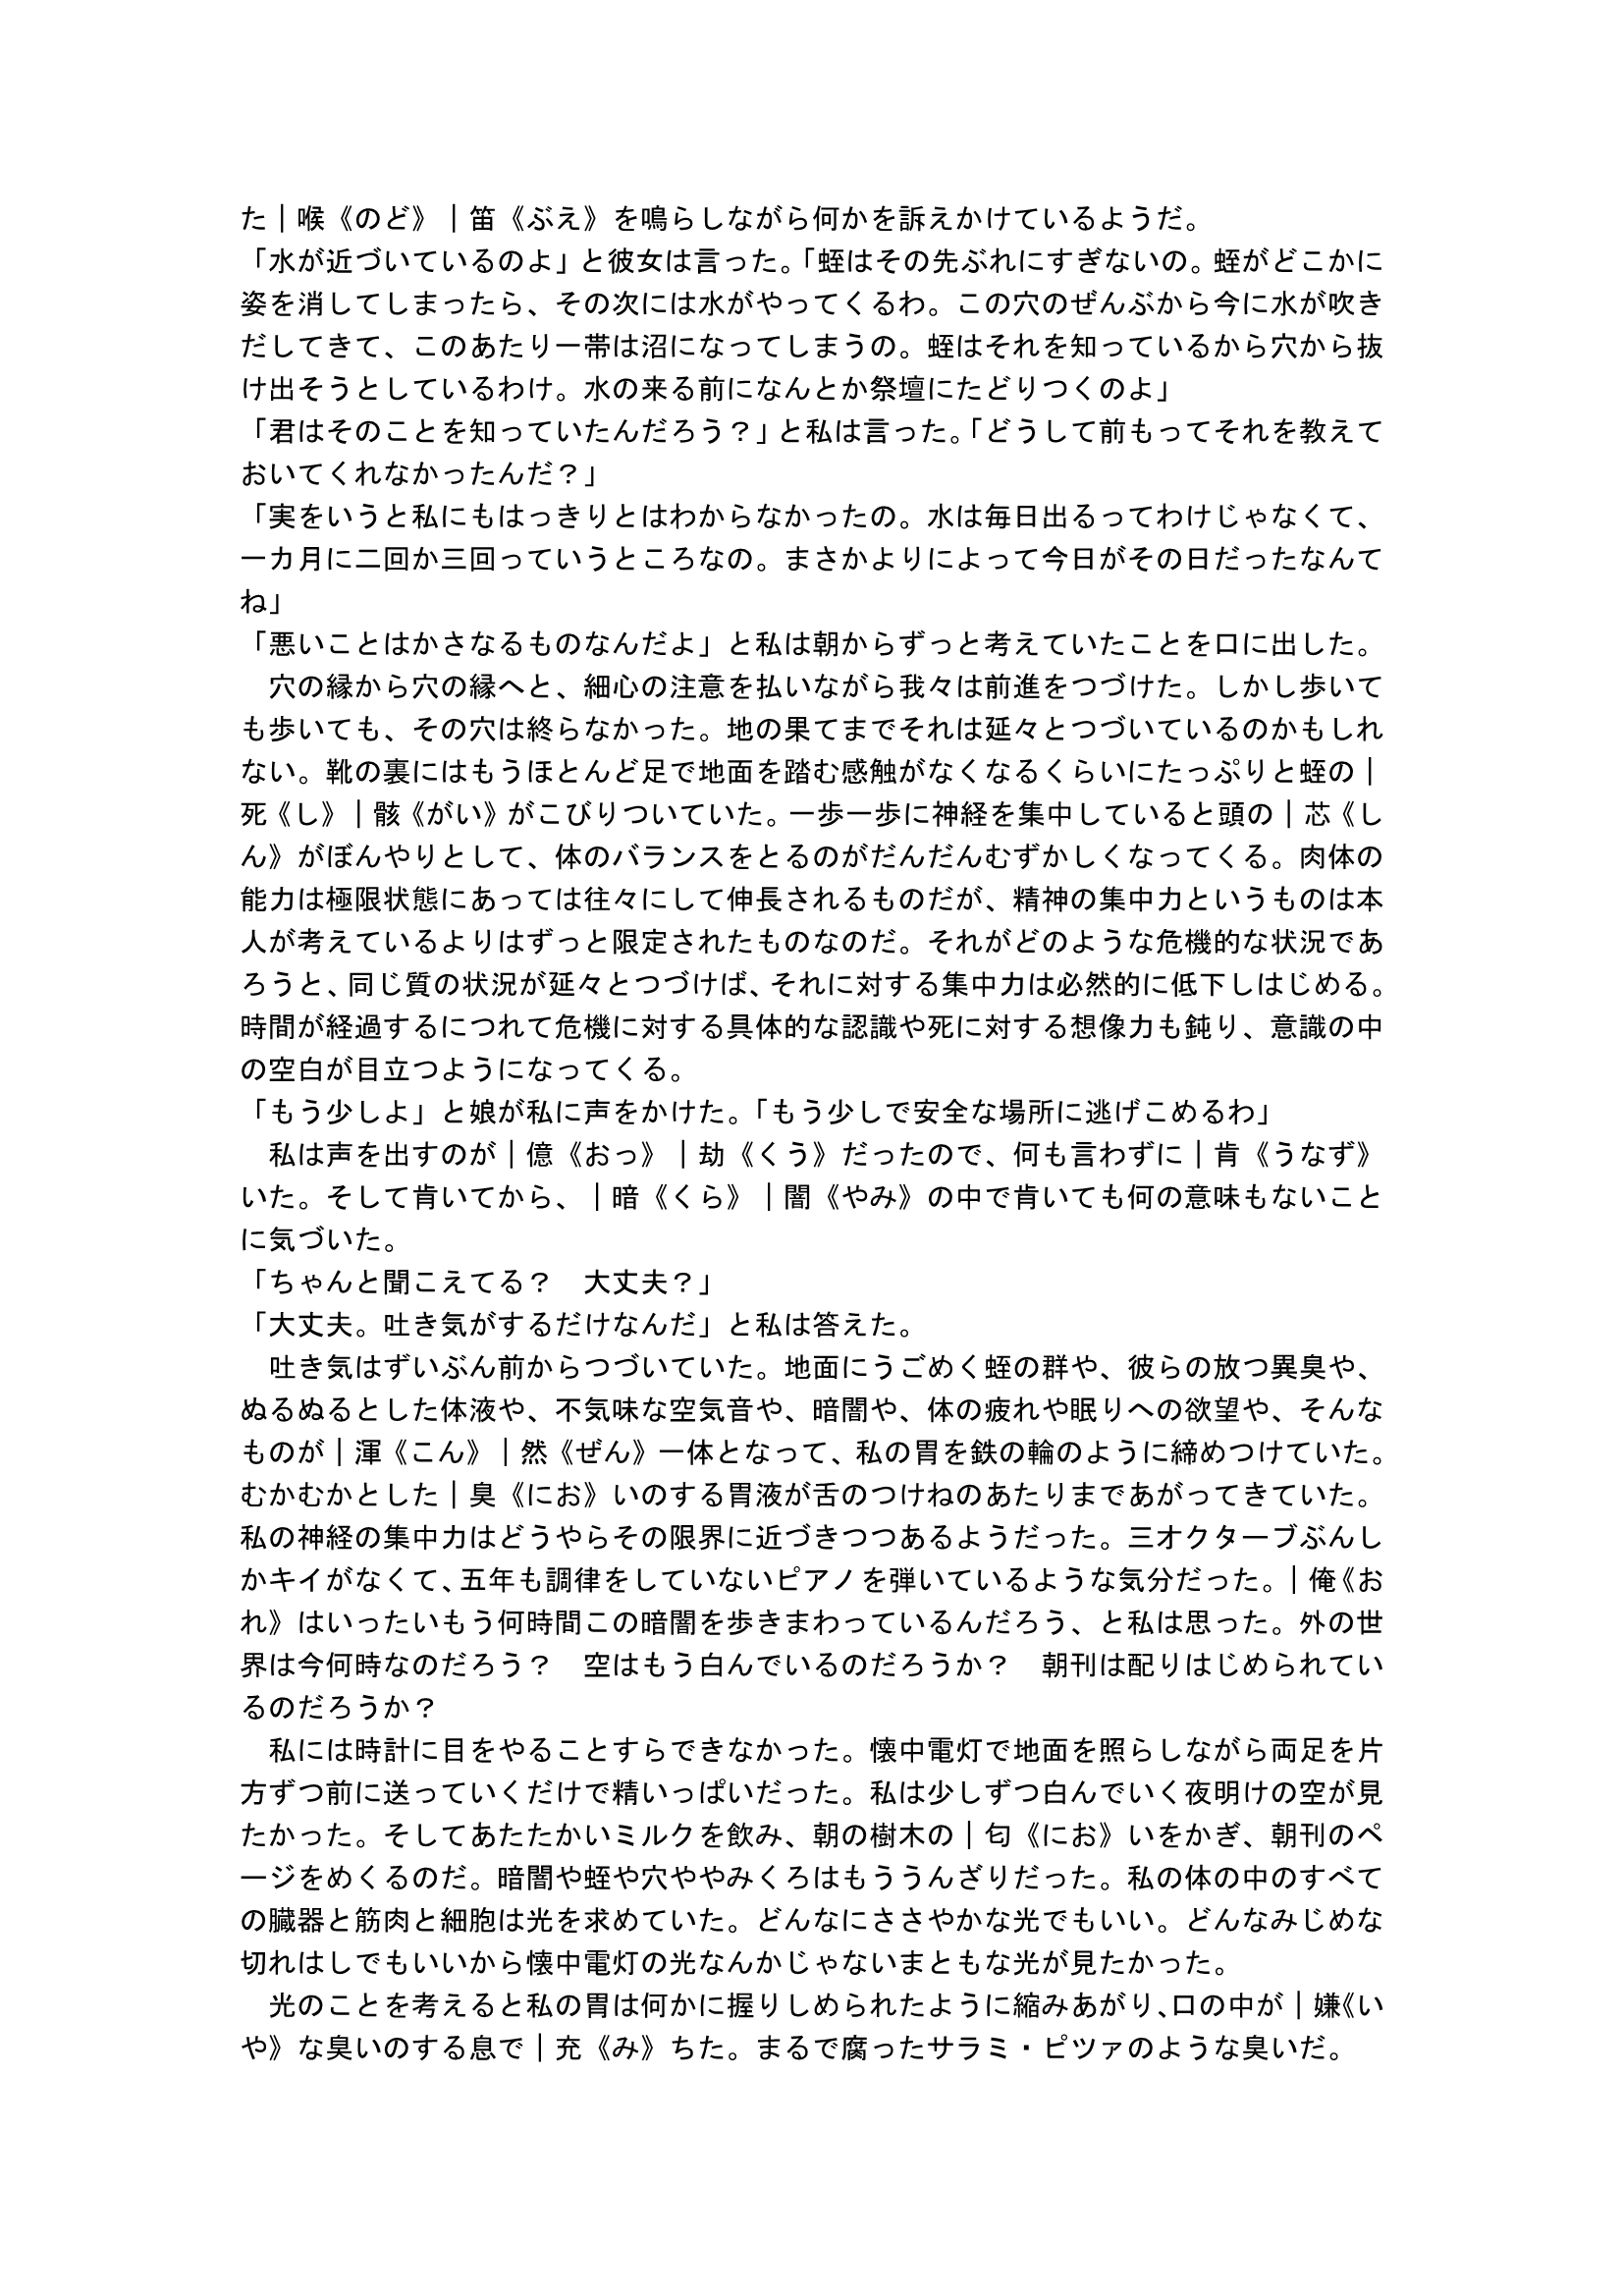 た｜喉《のど》｜笛《ぶえ》を鳴らしながら何かを訴えかけているようだ。
「水が近づいているのよ」と彼女は言った。「蛭はその先ぶれにすぎないの。蛭がどこかに
姿を消してしまったら、その次には水がやってくるわ。この穴のぜんぶから今に水が吹き
だしてきて、このあたり一帯は沼になってしまうの。蛭はそれを知っているから穴から抜
け出そうとしているわけ。水の来る前になんとか祭壇にたどりつくのよ」
「君はそのことを知っていたんだろう？」と私は言った。「どうして前もってそれを教えて
おいてくれなかったんだ？」
「実をいうと私にもはっきりとはわからなかったの。水は毎日出るってわけじゃなくて、
一カ月に二回か三回っていうところなの。まさかよりによって今日がその日だったなんて
ね」
「悪いことはかさなるものなんだよ」と私は朝からずっと考えていたことを口に出した。
　穴の縁から穴の縁へと、細心の注意を払いながら我々は前進をつづけた。しかし歩いて
も歩いても、その穴は終らなかった。地の果てまでそれは延々とつづいているのかもしれ
ない。靴の裏にはもうほとんど足で地面を踏む感触がなくなるくらいにたっぷりと蛭の｜
死《し》｜骸《がい》がこびりついていた。一歩一歩に神経を集中していると頭の｜芯《し
ん》がぼんやりとして、体のバランスをとるのがだんだんむずかしくなってくる。肉体の
能力は極限状態にあっては往々にして伸長されるものだが、精神の集中力というものは本
人が考えているよりはずっと限定されたものなのだ。それがどのような危機的な状況であ
ろうと、同じ質の状況が延々とつづけば、それに対する集中力は必然的に低下しはじめる。
時間が経過するにつれて危機に対する具体的な認識や死に対する想像力も鈍り、意識の中
の空白が目立つようになってくる。
「もう少しよ」と娘が私に声をかけた。「もう少しで安全な場所に逃げこめるわ」
　私は声を出すのが｜億《おっ》｜劫《くう》だったので、何も言わずに｜肯《うなず》
いた。そして肯いてから、｜暗《くら》｜闇《やみ》の中で肯いても何の意味もないこと
に気づいた。
「ちゃんと聞こえてる？　大丈夫？」
「大丈夫。吐き気がするだけなんだ」と私は答えた。
　吐き気はずいぶん前からつづいていた。地面にうごめく蛭の群や、彼らの放つ異臭や、
ぬるぬるとした体液や、不気味な空気音や、暗闇や、体の疲れや眠りへの欲望や、そんな
ものが｜渾《こん》｜然《ぜん》一体となって、私の胃を鉄の輪のように締めつけていた。
むかむかとした｜臭《にお》いのする胃液が舌のつけねのあたりまであがってきていた。
私の神経の集中力はどうやらその限界に近づきつつあるようだった。三オクターブぶんし
かキイがなくて、五年も調律をしていないピアノを弾いているような気分だった。｜俺《お
れ》はいったいもう何時間この暗闇を歩きまわっているんだろう、と私は思った。外の世
界は今何時なのだろう？　空はもう白んでいるのだろうか？　朝刊は配りはじめられてい
るのだろうか？
　私には時計に目をやることすらできなかった。懐中電灯で地面を照らしながら両足を片
方ずつ前に送っていくだけで精いっぱいだった。私は少しずつ白んでいく夜明けの空が見
たかった。そしてあたたかいミルクを飲み、朝の樹木の｜匂《にお》いをかぎ、朝刊のペ
ージをめくるのだ。暗闇や蛭や穴ややみくろはもううんざりだった。私の体の中のすべて
の臓器と筋肉と細胞は光を求めていた。どんなにささやかな光でもいい。どんなみじめな
切れはしでもいいから懐中電灯の光なんかじゃないまともな光が見たかった。
　光のことを考えると私の胃は何かに握りしめられたように縮みあがり、口の中が｜嫌《い
や》な臭いのする息で｜充《み》ちた。まるで腐ったサラミ・ピツァのような臭いだ。